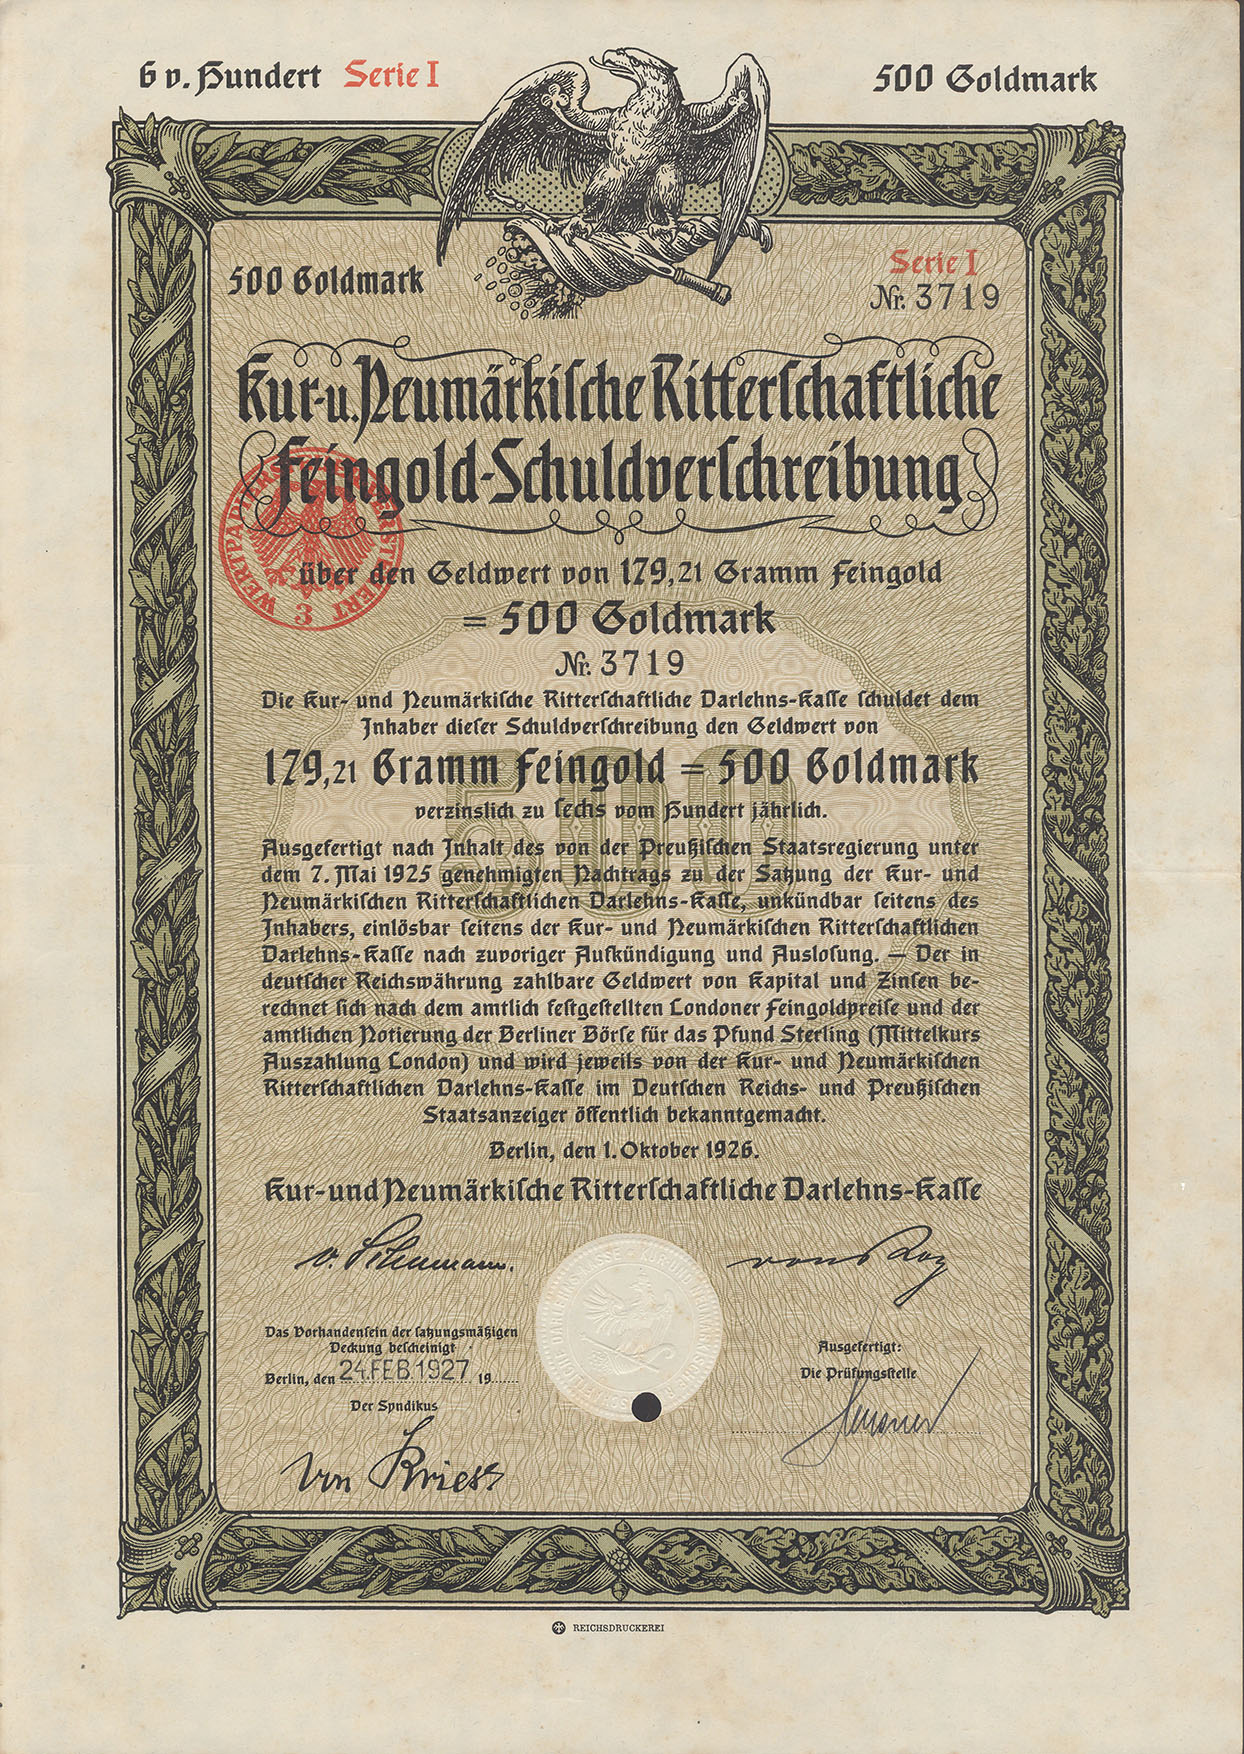 6 v. Hundert Serie I
500 Goldmark
500 Goldmark
Serie I
Nr. 3719
Kur- u. Neumärkische Ritterschaftliche
Feingold-Schuldverschreibung
WERTPAPIERSTEUER VERSTEUERT
3
über den Geldwert von 179,21 Gramm Feingold
= 500 Goldmark
Nr. 3719
Die Kur- und Neumärkische Ritterschaftliche Darlehns-Kasse schuldet dem
Inhaber dieser Schuldverschreibung den Geldwert von
179,21 Gramm Feingold = 500 Goldmark
500
verzinslich zu sechs vom Hundert jährlich.
Ausgefertigt nach Inhalt des von der Preußischen Staatsregierung unter
dem 7. Mai 1925 genehmigten Nachtrags zu der Satzung der Kur- und
Neumärkischen Ritterschaftlichen Darlehns-Kasse, unkündbar seitens des
Inhabers, einlösbar seitens der Kur- und Neumärkischen Ritterschaftlichen
Darlehns-Kasse nach zuvoriger Aufkündigung und Auslosung. — Der in
deutscher Reichswährung zahlbare Geldwert von Kapital und Zinsen be-
rechnet sich nach dem amtlich festgestellten Londoner Feingoldpreise und der
amtlichen Notierung der Berliner Börse für das Pfund Sterling (Mittelkurs
Auszahlung London) und wird jeweils von der Kur- und Neumärkischen
Ritterschaftlichen Darlehns-Kasse im Deutschen Reichs- und Preußischen
Staatsanzeiger öffentlich bekanntgemacht.
Berlin, den 1. Oktober 1926.
Kur- und Neumärkische Ritterschaftliche Darlehns-Kasse
Das Vorhandensein der satzungsmäßigen
Deckung bescheinigt
Berlin, den 24. FEB. 1927 19
Der Syndikus
von Kriess
Ausgefertigt:
Die Prüfungsstelle
REICHSDRUCKEREI